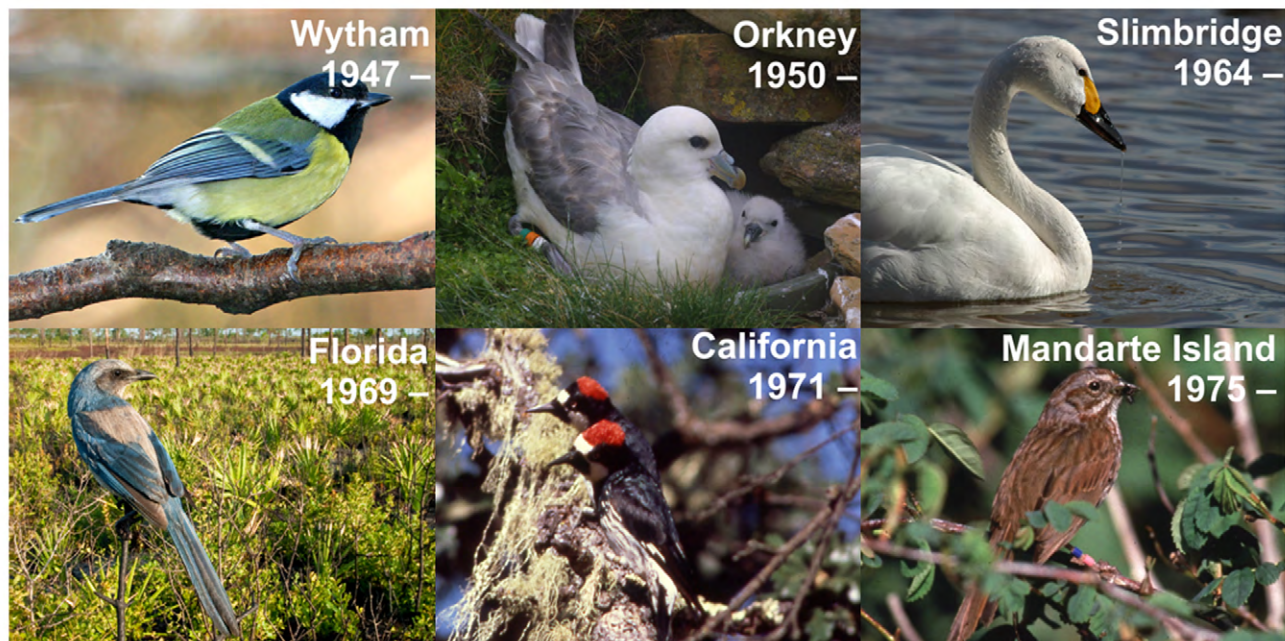 Wytham
1947 –
Orkney
1950 –
Slimbridge
1964 –
Florida
1969 –
California
1971 –
Mandarte Island
1975 –